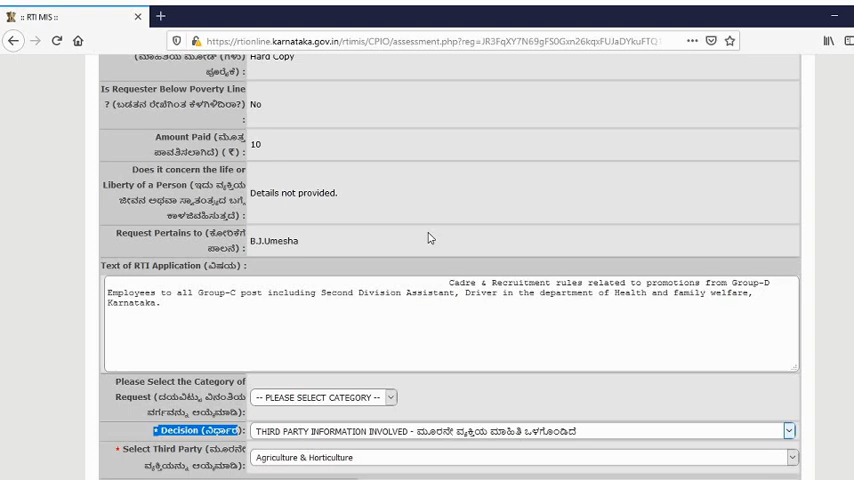 :: RTI MIS ::
https://rtionline.karnataka.gov.in/rtimis/CPIO/assessment.php?reg=JR3FqXY7N69gFS0Gxn26kqFUJaDYkuFTQ
(ಮಾಹಿತಿಯ ಮೋಡ್ (ಗಳು) Hard Copy
ಪೂರೈಕೆ) :
Is Requester Below Poverty Line
? (ಬಡತನ ರೇಖೆಗಿಂತ ಕೆಳಗಿಳಿದಿರಾ?) No
:
Amount Paid (ಮೊತ್ತ
ಪಾವತಿಸಲಾಗಿದೆ) ( ₹) : 10
Does it concern the life or
Liberty of a Person (ಇದು ವ್ಯಕ್ತಿಯ
ಜೀವನ ಅಥವಾ ಸ್ವಾತಂತ್ರ್ಯದ ಬಗ್ಗೆ Details not provided.
ಕಾಳಜಿವಹಿಸುತ್ತದೆ) :
Request Pertains to (ಕೋರಿಕೆಗೆ
ಪಾಲನೆ) : B.J.Umesha
Text of RTI Application (ವಿಷಯ) :
Cadre & Recruitment rules related to promotions from Group-D
Employees to all Group-C post including Second Division Assistant, Driver in the department of Health and family welfare,
Karnataka.
Please Select the Category of
Request (ದಯವಿಟ್ಟು ವಿನಂತಿಯ -- PLEASE SELECT CATEGORY --
ವರ್ಗವನ್ನು ಆಯ್ಕೆಮಾಡಿ) :
* Decision (ನಿರ್ಧಾರ): THIRD PARTY INFORMATION INVOLVED - ಮೂರನೇ ವ್ಯಕ್ತಿಯ ಮಾಹಿತಿ ಒಳಗೊಂಡಿದೆ
* Select Third Party (ಮೂರನೇ
ವ್ಯಕ್ತಿಯನ್ನು ಆಯ್ಕೆಮಾಡಿ) : Agriculture & Horticulture